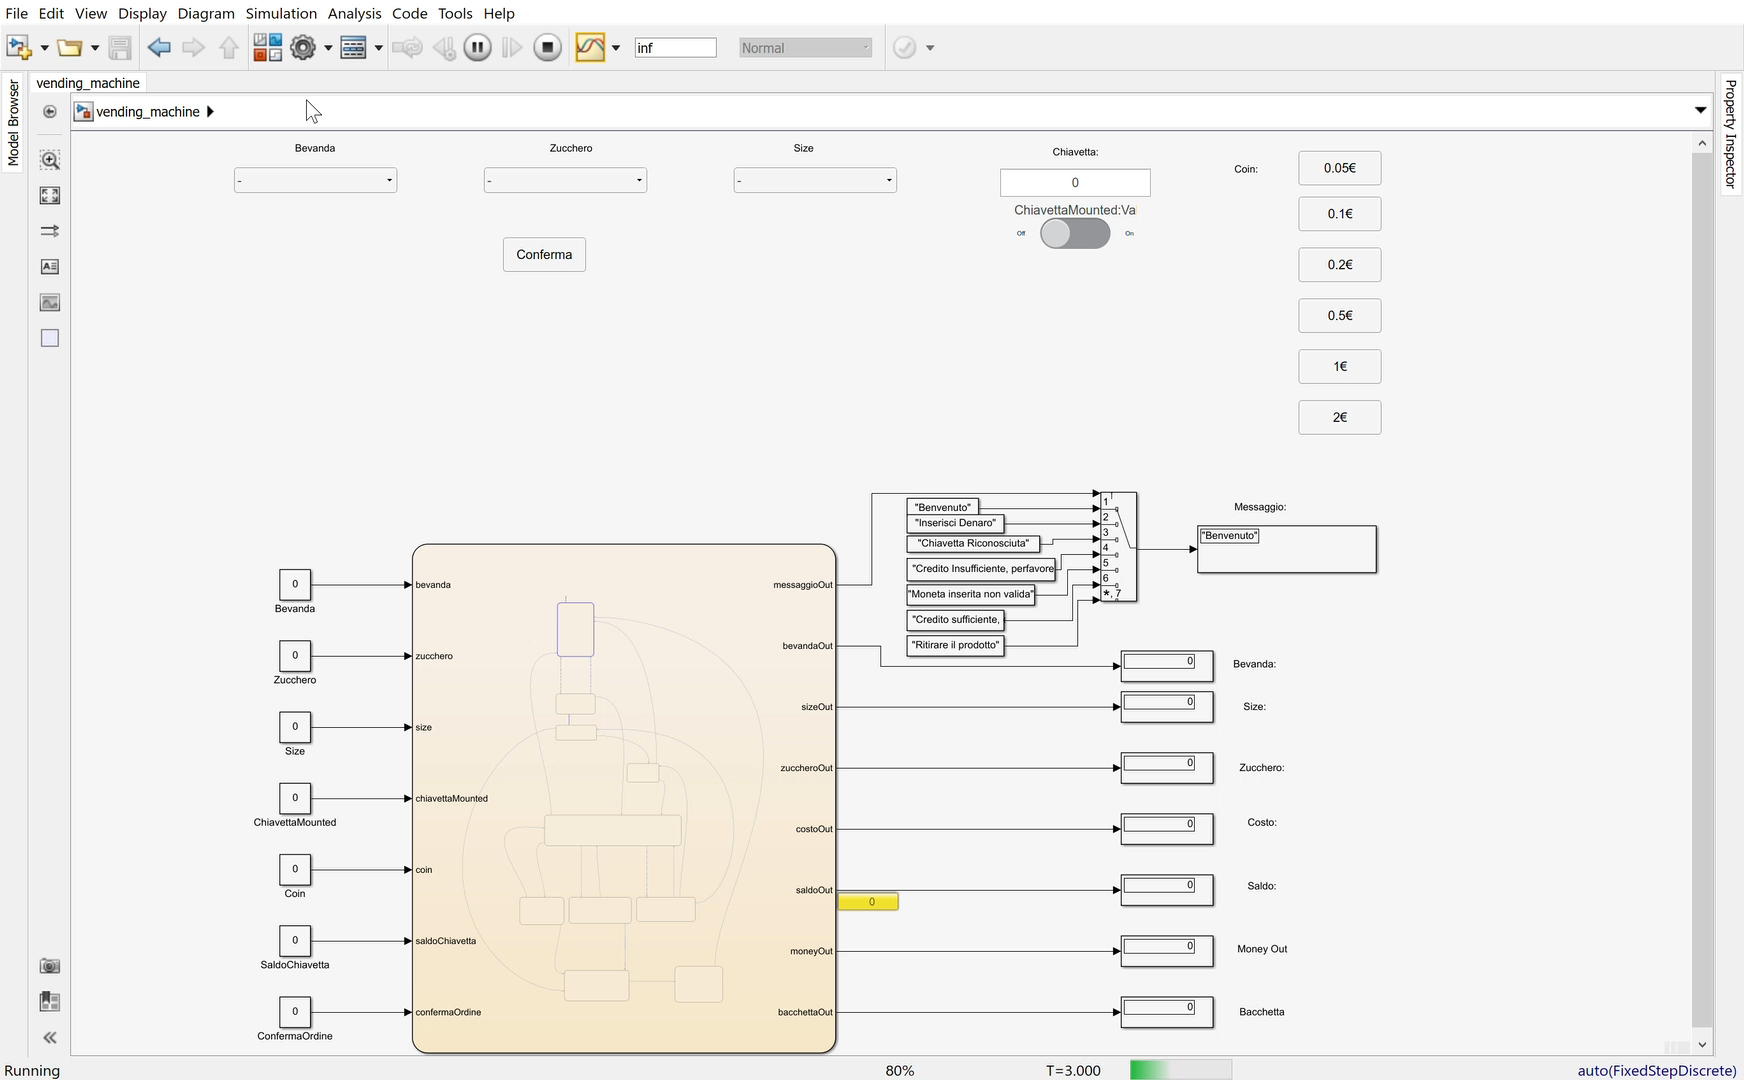 File Edit View Display Diagram Simulation Analysis Code Tools Help
inf
Normal
vending_machine
vending_machine
Model Browser
Property Inspector
Bevanda
-
Zucchero
-
Size
-
Chiavetta:
0
ChiavettaMounted:Val
Off
On
Conferma
Coin:
0.05€
0.1€
0.2€
0.5€
1€
2€
"Benvenuto"
"Inserisci Denaro"
"Chiavetta Riconosciuta"
"Credito Insufficiente, perfavore
"Moneta inserita non valida"
"Credito sufficiente,
"Ritirare il prodotto"
1
2
3
4
5
6
*, 7
Messaggio:
"Benvenuto"
0
Bevanda
0
Zucchero
0
Size
0
ChiavettaMounted
0
Coin
0
SaldoChiavetta
0
ConfermaOrdine
bevanda
zucchero
size
chiavettaMounted
coin
saldoChiavetta
confermaOrdine
messaggioOut
bevandaOut
sizeOut
zuccheroOut
costoOut
saldoOut
0
moneyOut
bacchettaOut
0
Bevanda:
0
Size:
0
Zucchero:
0
Costo:
0
Saldo:
0
Money Out
0
Bacchetta
Running
80%
T=3.000
auto(FixedStepDiscrete)